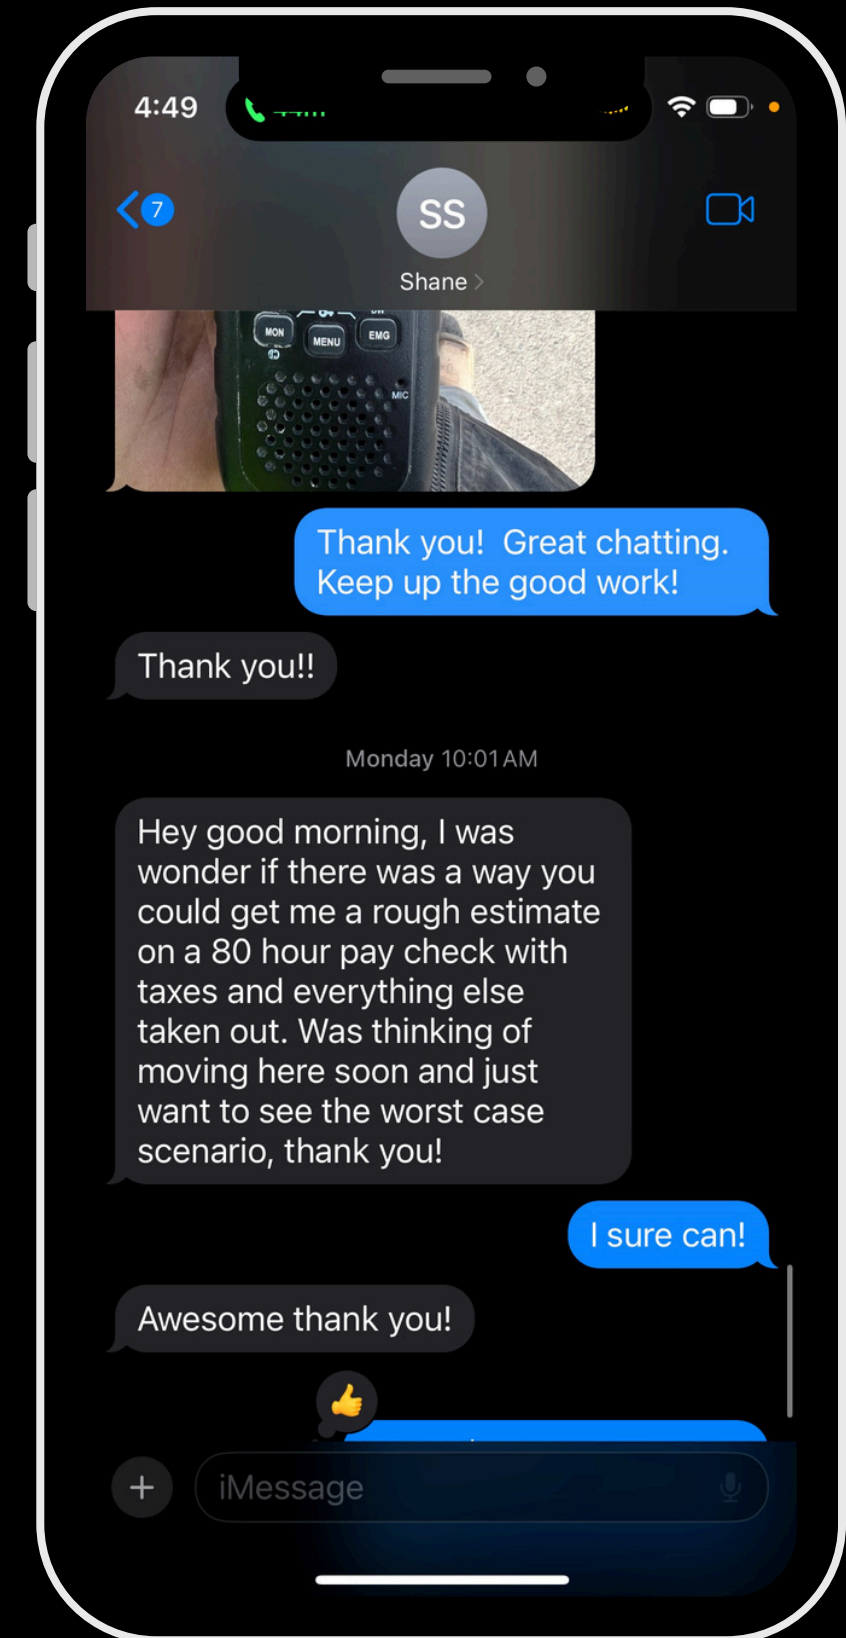 4:49
7
SS
Shane
MON
MENU
EMG
MIC
Thank you!  Great chatting.
Keep up the good work!
Thank you!!
Monday 10:01 AM
Hey good morning, I was
wonder if there was a way you
could get me a rough estimate
on a 80 hour pay check with
taxes and everything else
taken out. Was thinking of
moving here soon and just
want to see the worst case
scenario, thank you!
I sure can!
Awesome thank you!
iMessage